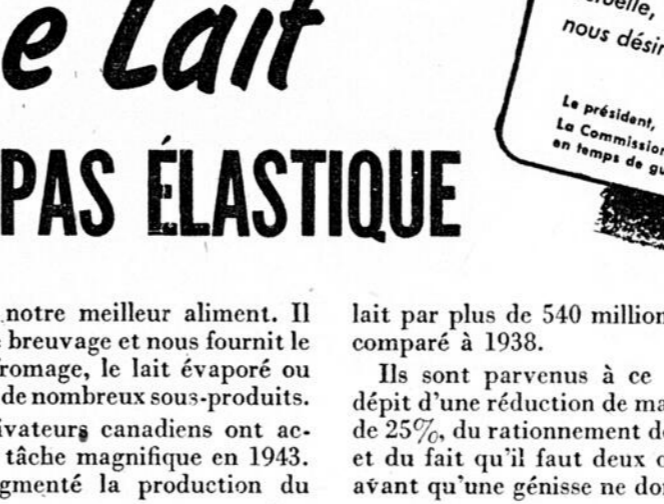 e Lait
PAS ÉLASTIQUE
nous désir
Le président,
La Commission
en temps de gu
notre meilleur aliment. Il
breuvage et nous fournit le
romage, le lait évaporé ou
de nombreux sous-produits.
ivateurs canadiens ont ac-
tâche magnifique en 1943.
gmenté la production du
lait par plus de 540 million
comparé à 1938.
Ils sont parvenus à ce
dépit d'une réduction de ma
de 25%, du rationnement de
et du fait qu'il faut deux
avant qu'une génisse ne do